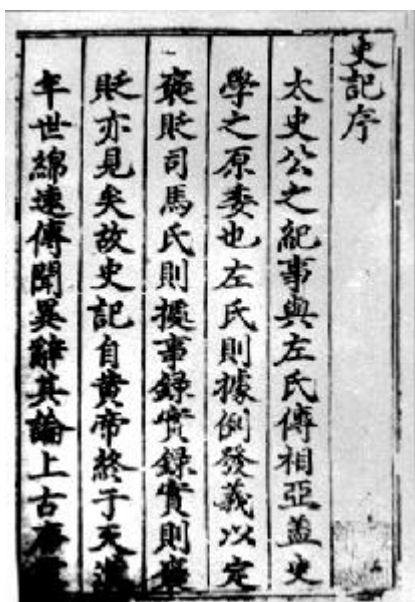 史記序
太史公之紀事與左氏傳相亞蓋史
學之原委也左氏則據例發義以定
褒貶司馬氏則據事錄實錄實則褒
貶亦見矣故史記自黃帝終于天漢
年世綿遠傳聞異辭其論上古